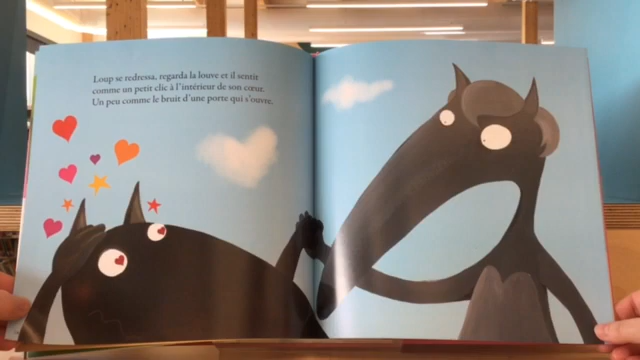 Loup se redressa, regarda la louve et il sentit
comme un petit clic à l'intérieur de son cœur.
Un peu comme le bruit d'une porte qui s'ouvre.